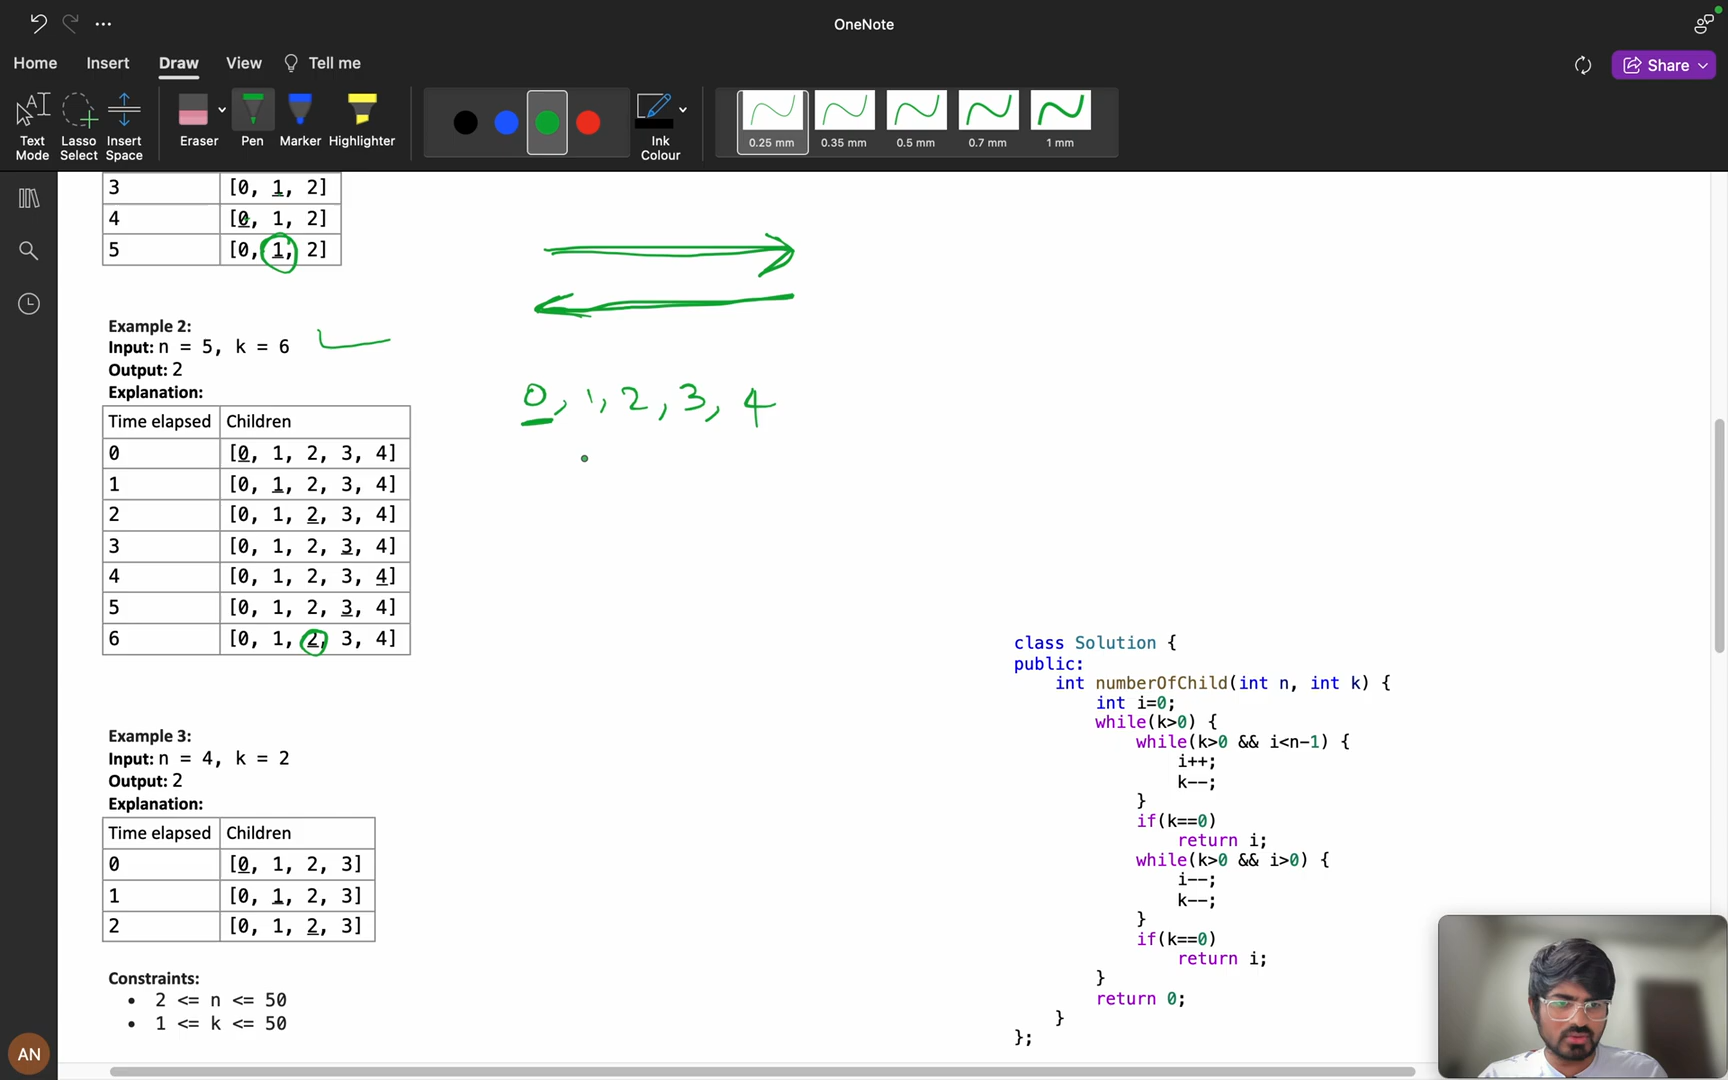 OneNote
Home Insert Draw View Tell me
Share
Text Mode
Lasso Select
Insert Space
Eraser
Pen
Marker
Highlighter
Ink Colour
0.25 mm
0.35 mm
0.5 mm
0.7 mm
1 mm
3 [0, 1, 2]
4 [0, 1, 2]
5 [0, 1, 2]
Example 2:
Input: n = 5, k = 6
Output: 2
Explanation:
Time elapsed Children
0 [0, 1, 2, 3, 4]
1 [0, 1, 2, 3, 4]
2 [0, 1, 2, 3, 4]
3 [0, 1, 2, 3, 4]
4 [0, 1, 2, 3, 4]
5 [0, 1, 2, 3, 4]
6 [0, 1, 2, 3, 4]
0, 1, 2, 3, 4
Example 3:
Input: n = 4, k = 2
Output: 2
Explanation:
Time elapsed Children
0 [0, 1, 2, 3]
1 [0, 1, 2, 3]
2 [0, 1, 2, 3]
Constraints:
• 2 <= n <= 50
• 1 <= k <= 50
class Solution {
public:
int numberOfChild(int n, int k) {
int i=0;
while(k>0) {
while(k>0 && i<n-1) {
i++;
k--;
}
if(k==0)
return i;
while(k>0 && i>0) {
i--;
k--;
}
if(k==0)
return i;
}
return 0;
}
};
AN